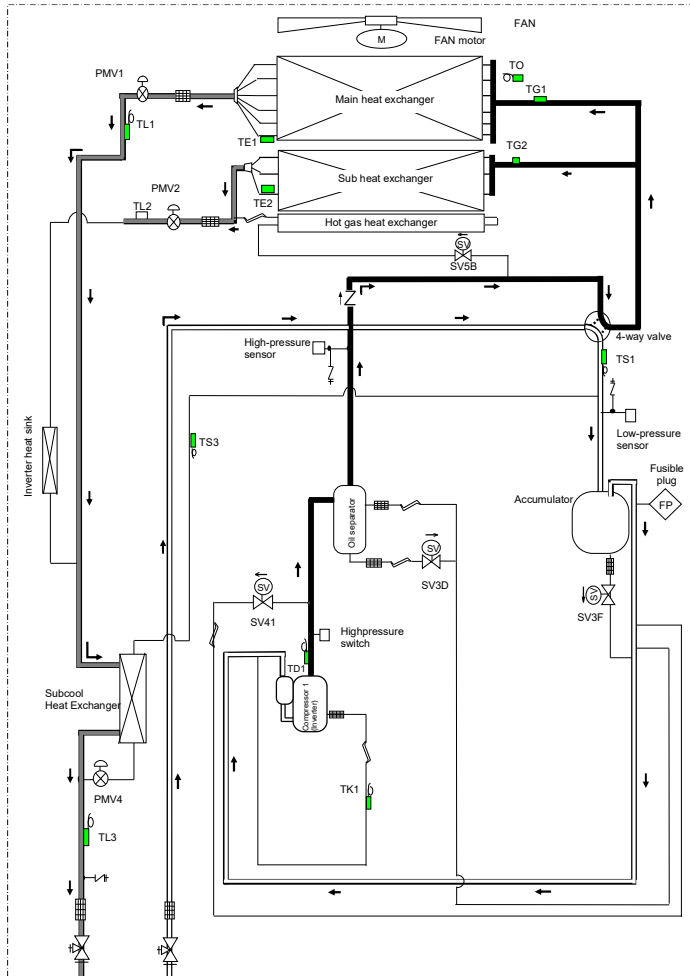 FAN
M
FAN motor
PMV1
TO
TG1
Main heat exchanger
TL1
TE1
TG2
Sub heat exchanger
PMV2
TE2
TL2
Hot gas heat exchanger
SV
SV5B
4-way valve
High-pressure
sensor
TS1
Low-pressure
sensor
TS3
Inverter heat sink
Fusible
plug
FP
Accumulator
Oil separator
SV
SV3D
SV
SV41
SV
SV3F
Highpressure
switch
TD1
Compressor 1
(Inverter)
Subcool
Heat Exchanger
PMV4
TK1
TL3